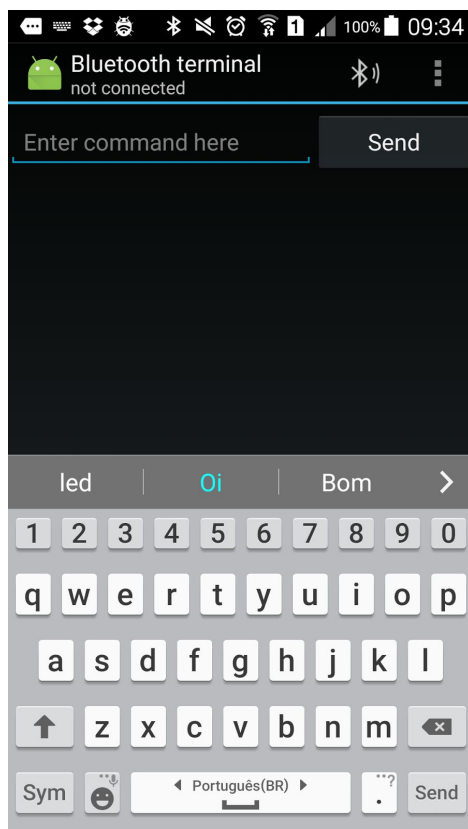 1 100% 09:34
Bluetooth terminal
not connected
Enter command here Send
led Oi Bom
1 2 3 4 5 6 7 8 9 0
q w e r t y u i o p
a s d f g h j k l
z x c v b n m
Sym Português(BR) . ? Send